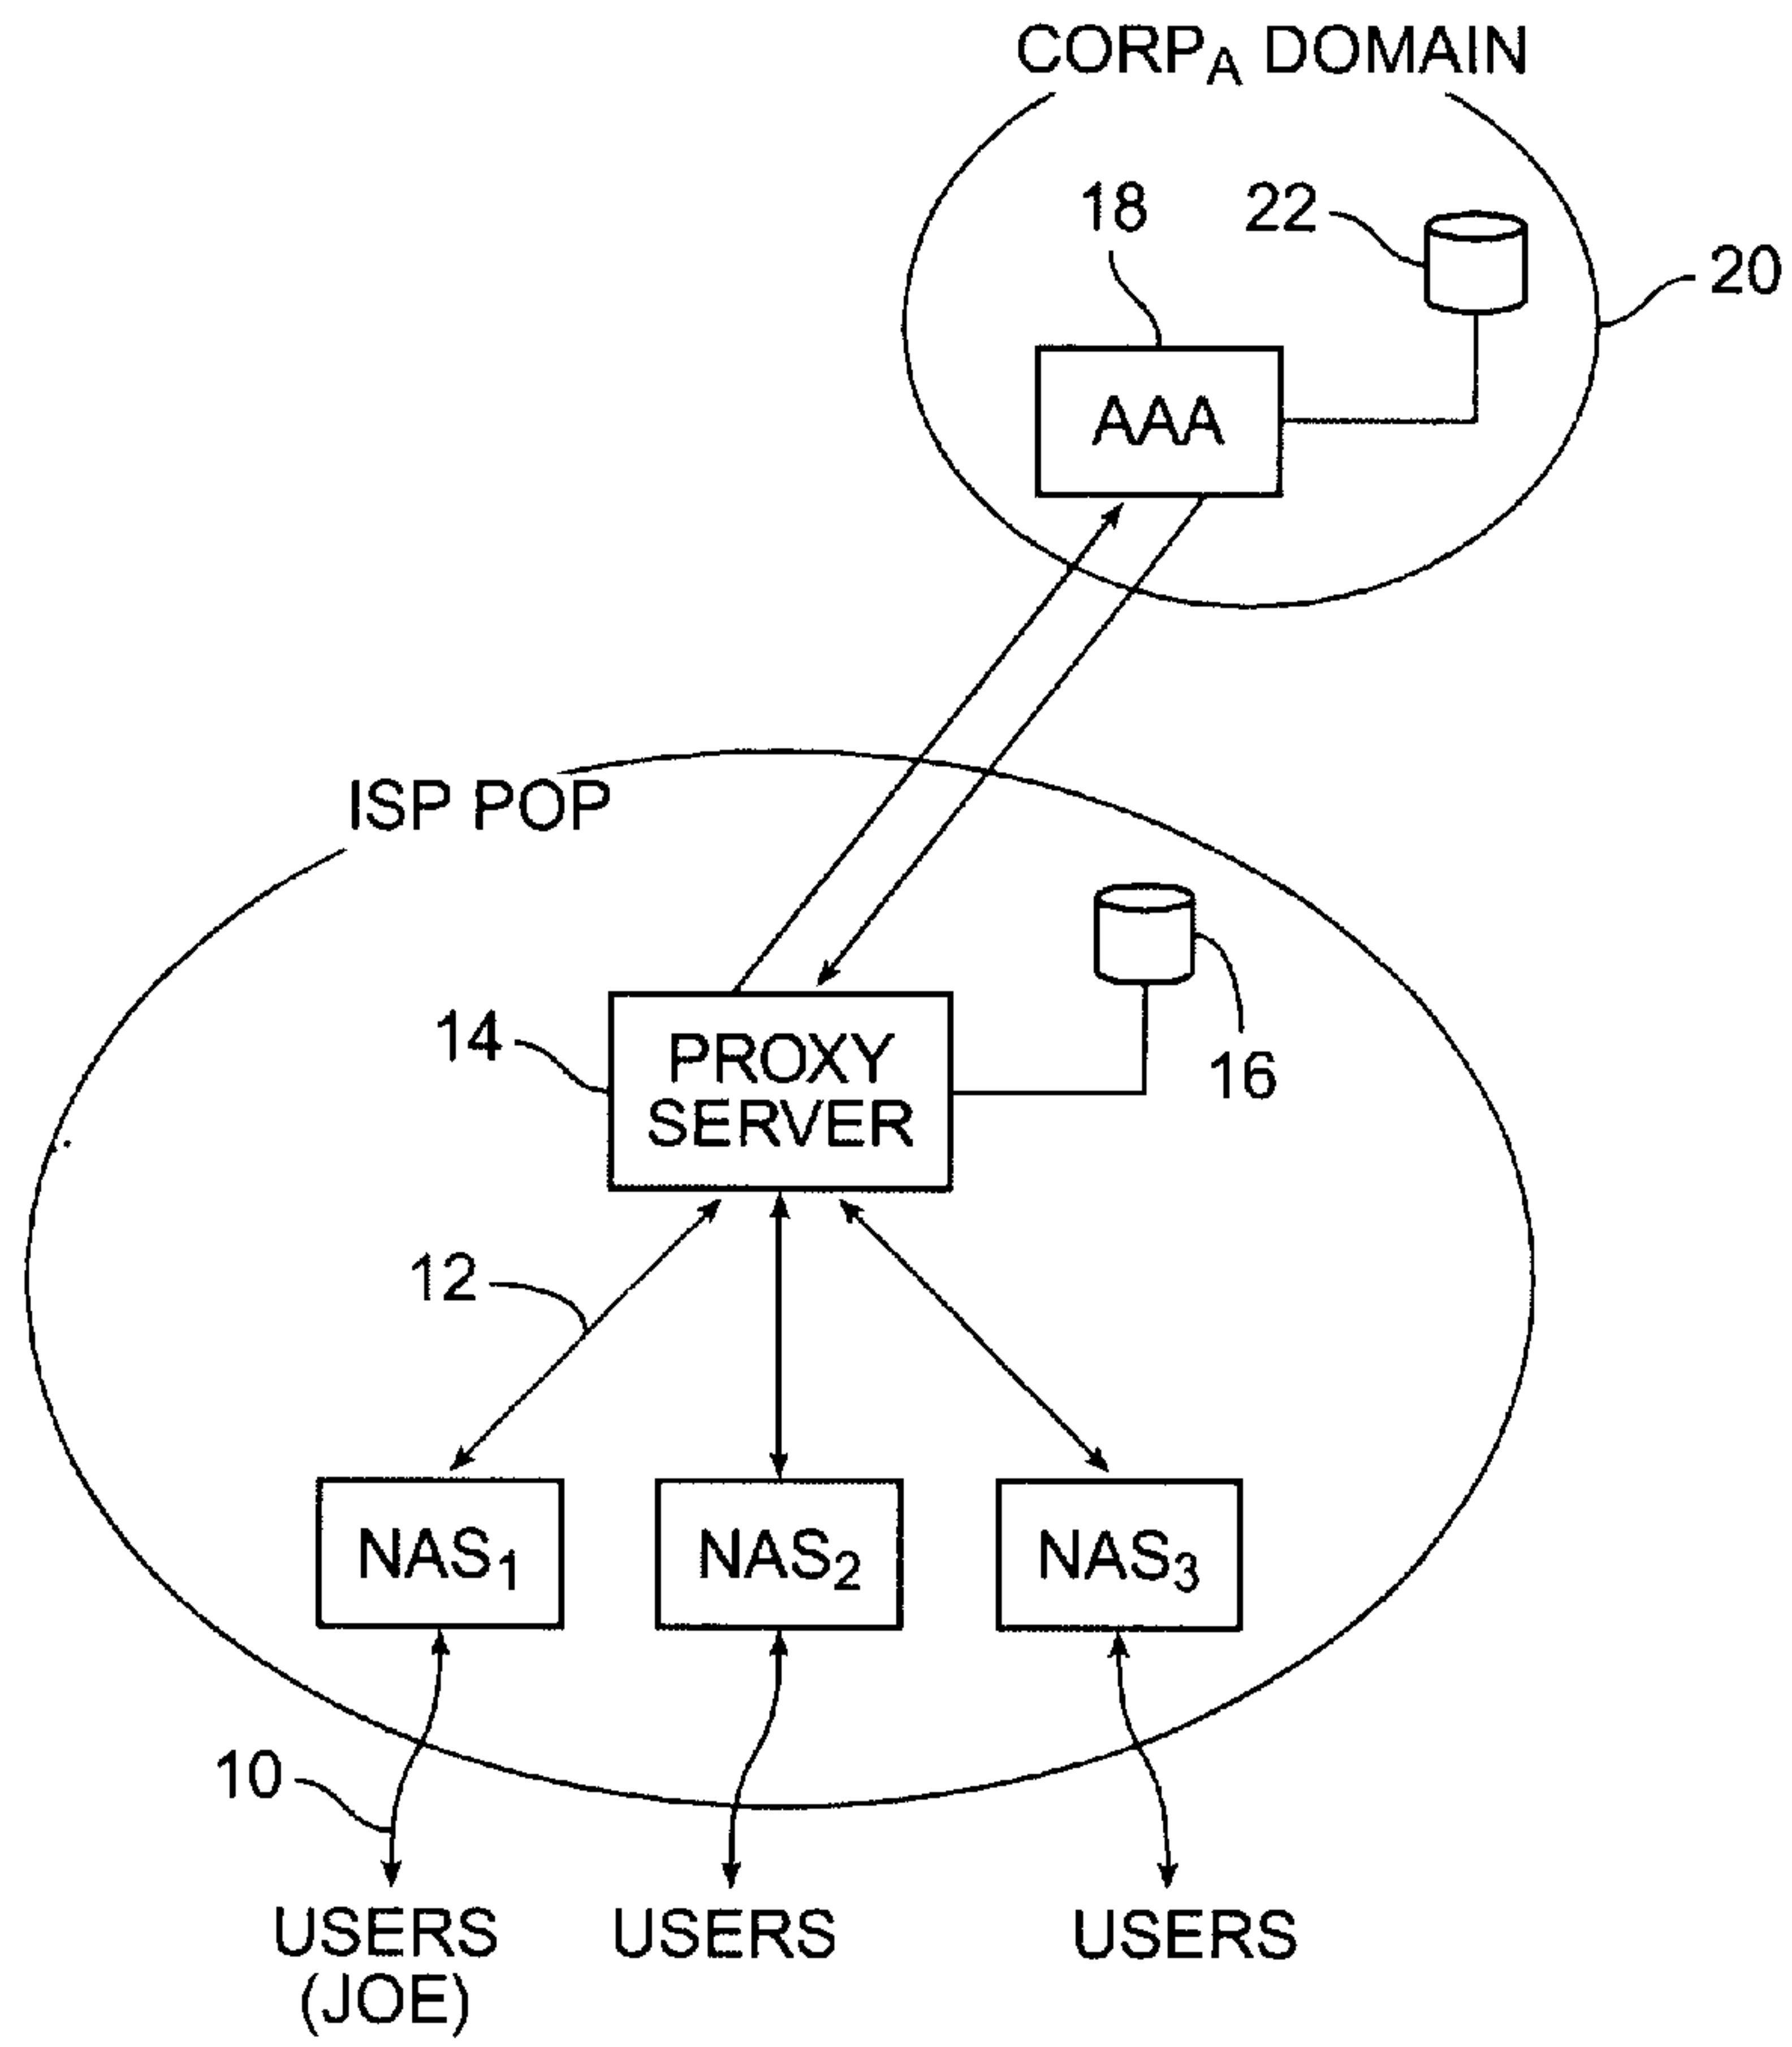 CORPA DOMAIN
18
22
20
AAA
ISP POP
14
PROXY
SERVER
16
12
NAS1
NAS2
NAS3
10
USERS
(JOE)
USERS
USERS